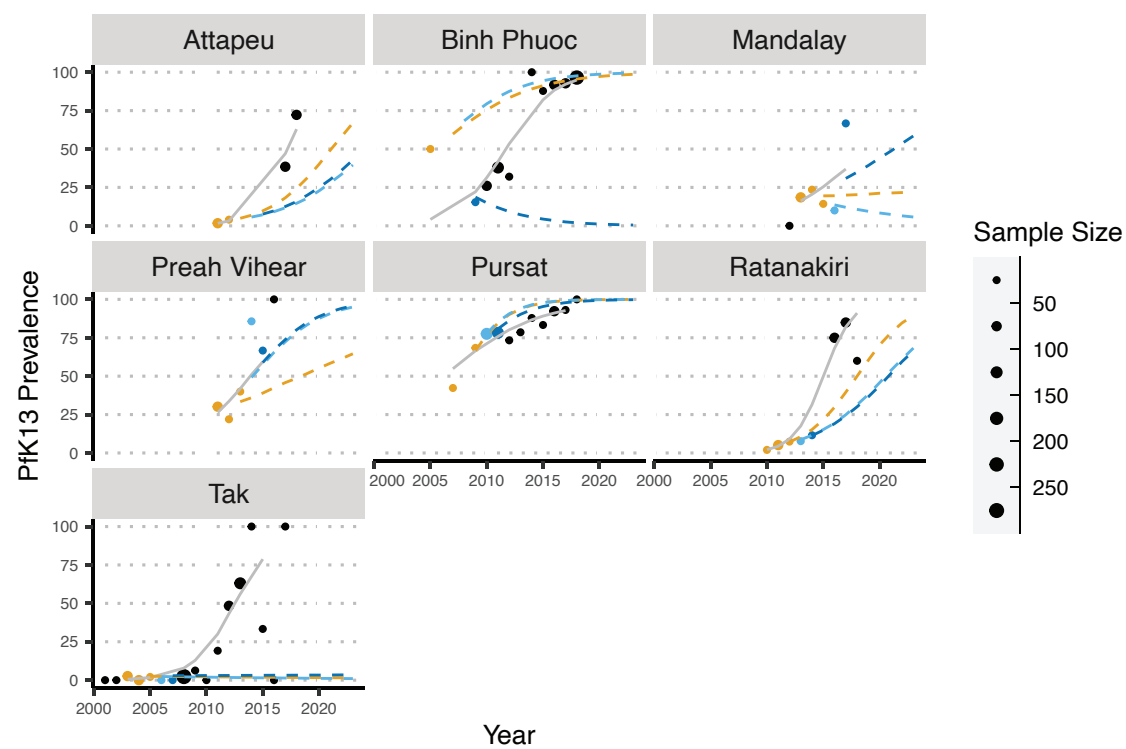 Attapeu Binh Phuoc Mandalay
100
75
50
25
0
Preah Vihear Pursat Ratanakiri
100
75
50
25
0
2000 2005 2010 2015 2020 2000 2005 2010 2015 2020
Tak
100
75
50
25
0
2000 2005 2010 2015 2020
Year
PfK13 Prevalence
Sample Size
50
100
150
200
250